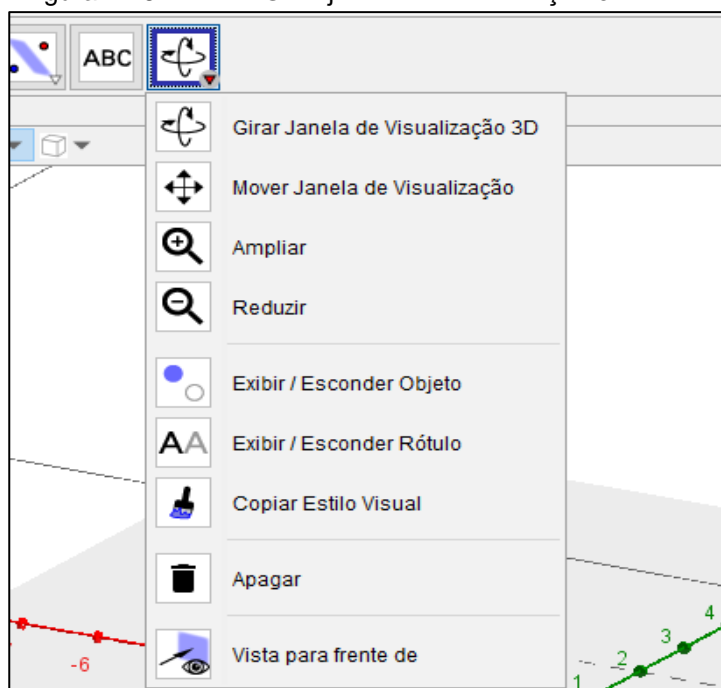 ABC
Girar Janela de Visualização 3D
Mover Janela de Visualização
Ampliar
Reduzir
Exibir / Esconder Objeto
AA Exibir / Esconder Rótulo
Copiar Estilo Visual
Apagar
Vista para frente de
-6
1
2
3
4